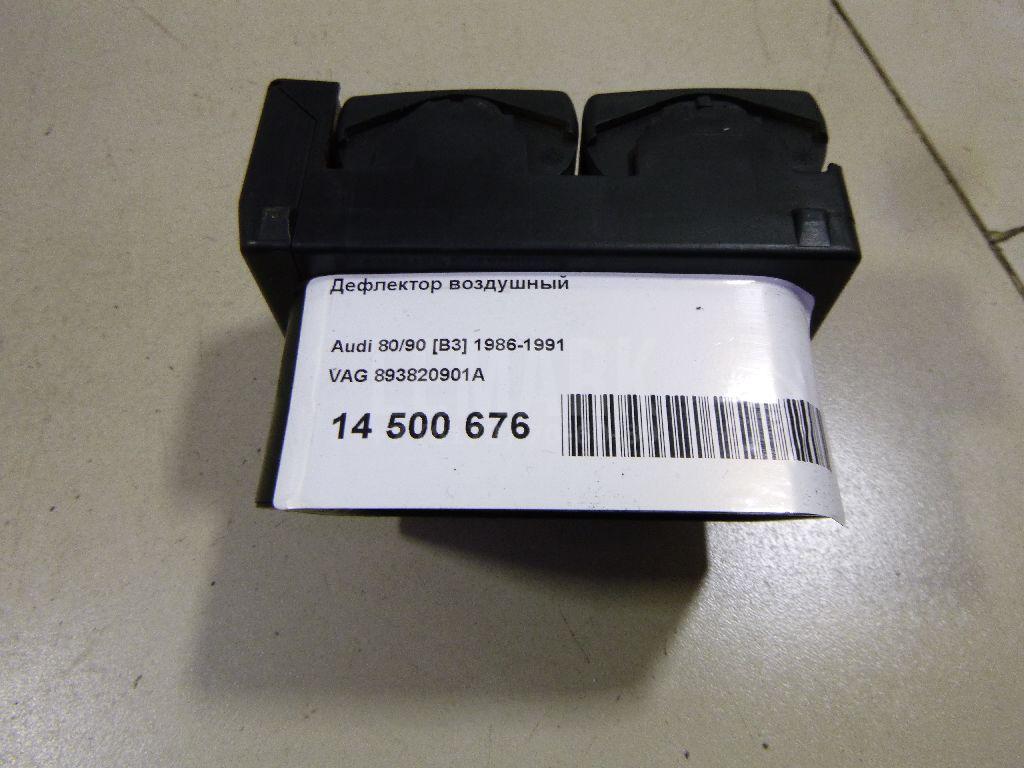 Дефлектор воздушный
Audi 80/90 [B3] 1986-1991
VAG 893820901A
14 500 676